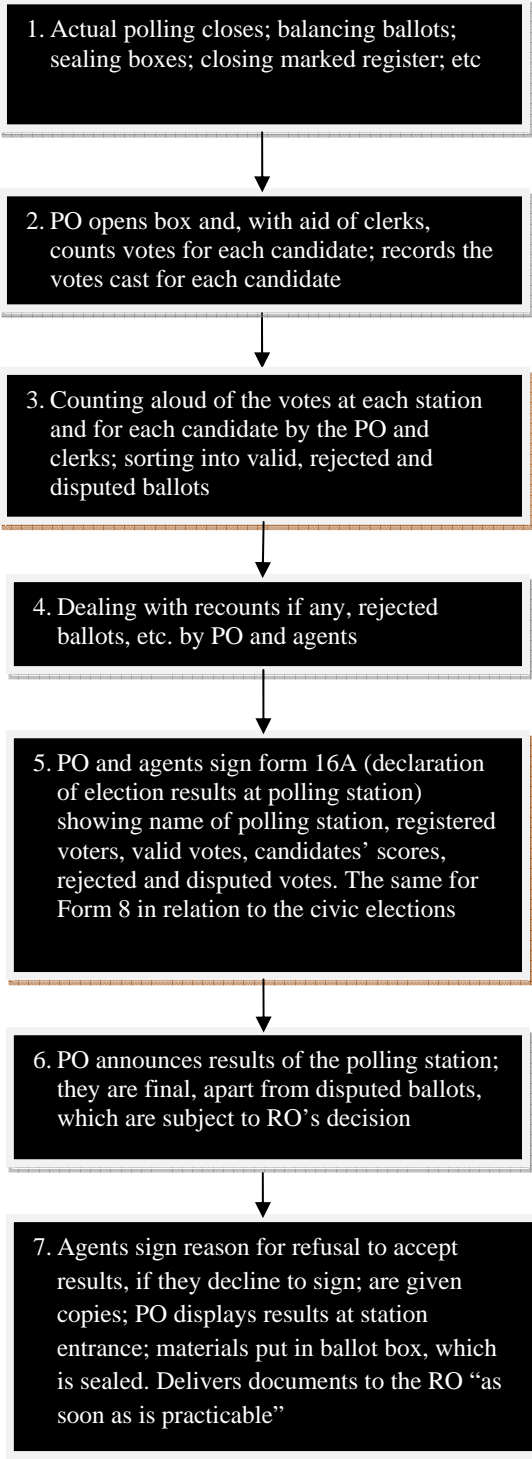 1. Actual polling closes; balancing ballots;
sealing boxes; closing marked register; etc
2. PO opens box and, with aid of clerks,
counts votes for each candidate; records the
votes cast for each candidate
3. Counting aloud of the votes at each station
and for each candidate by the PO and
clerks; sorting into valid, rejected and
disputed ballots
4. Dealing with recounts if any, rejected
ballots, etc. by PO and agents
5. PO and agents sign form 16A (declaration
of election results at polling station)
showing name of polling station, registered
voters, valid votes, candidates’ scores,
rejected and disputed votes. The same for
Form 8 in relation to the civic elections
6. PO announces results of the polling station;
they are final, apart from disputed ballots,
which are subject to RO’s decision
7. Agents sign reason for refusal to accept
results, if they decline to sign; are given
copies; PO displays results at station
entrance; materials put in ballot box, which
is sealed. Delivers documents to the RO “as
soon as is practicable”